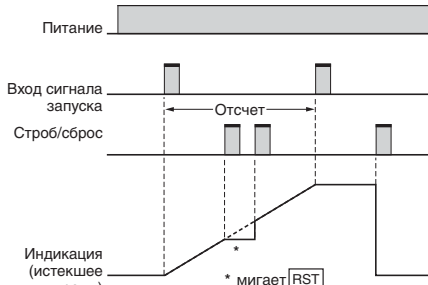 Питание
Вход сигнала
запуска
Отсчет
Строб/сброс
Индикация
(истекшее
*
* мигает RST